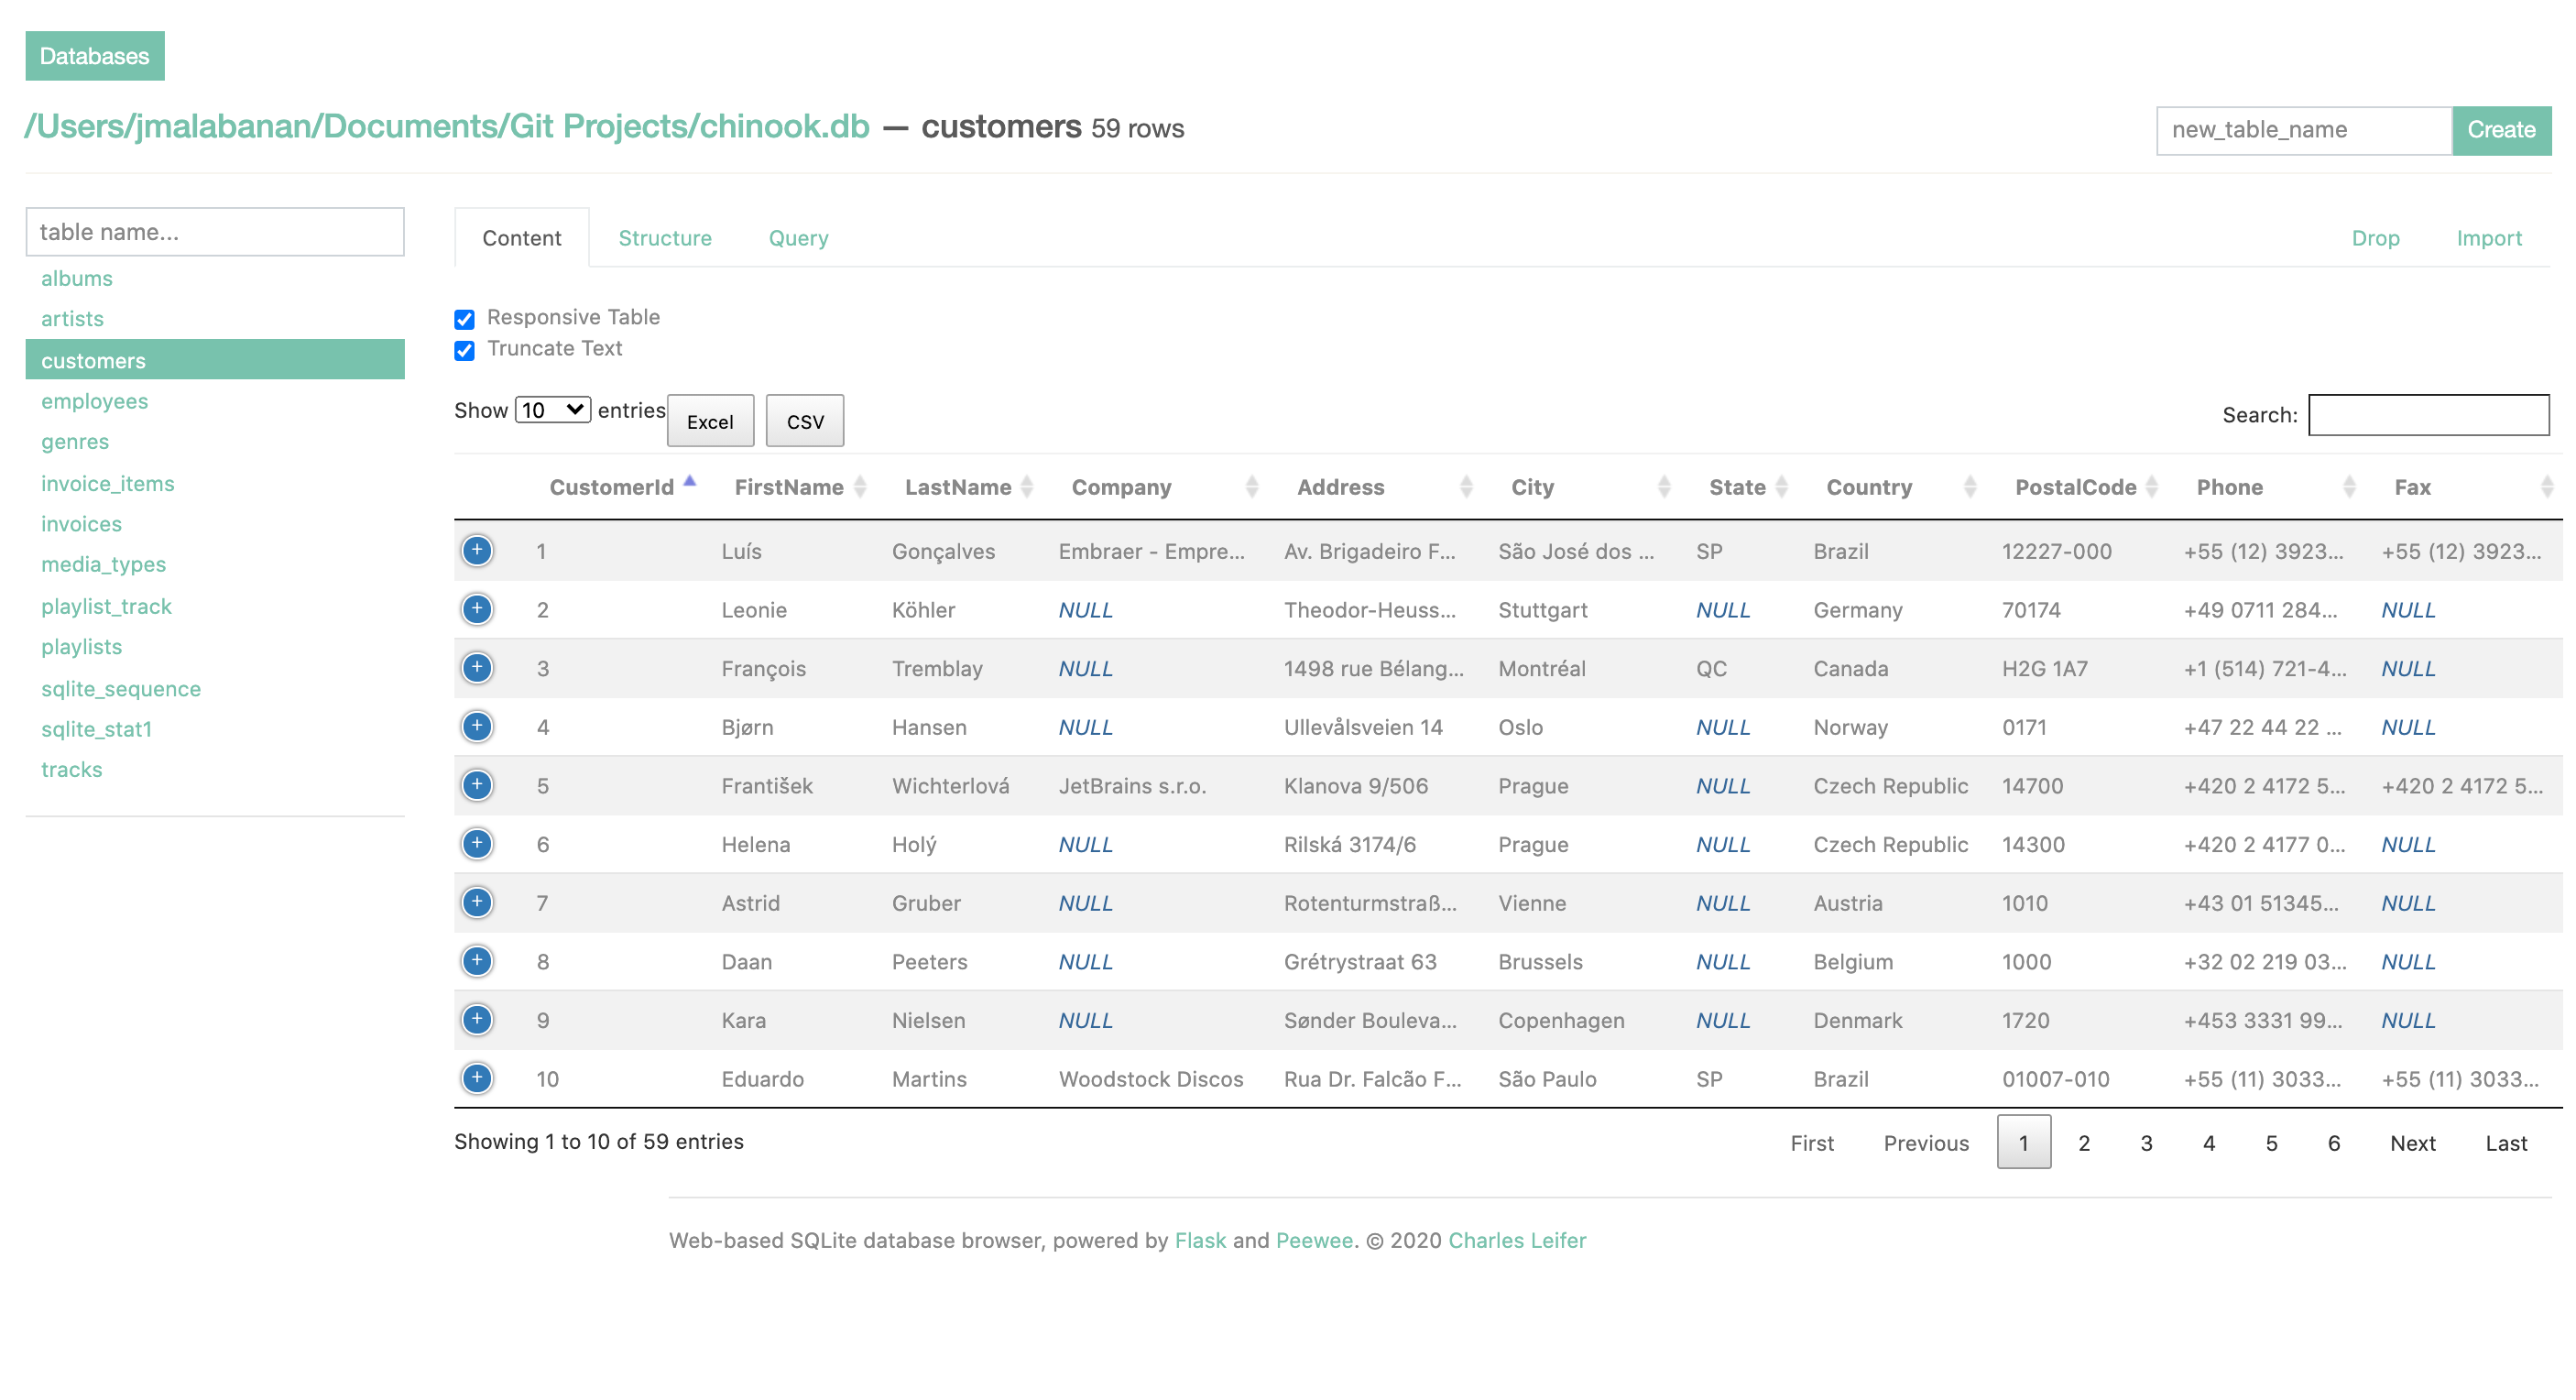 Databases
/Users/jmalabanan/Documents/Git Projects/chinook.db — customers 59 rows
new_table_name Create
table name...
albums
artists
customers
employees
genres
invoice_items
invoices
media_types
playlist_track
playlists
sqlite_sequence
sqlite_stat1
tracks
Content Structure Query Drop Import
Responsive Table
Truncate Text
Show 10 entries Excel CSV Search:
CustomerId FirstName LastName Company Address City State Country PostalCode Phone Fax
1 Luís Gonçalves Embraer - Empre... Av. Brigadeiro F... São José dos ... SP Brazil 12227-000 +55 (12) 3923... +55 (12) 3923...
2 Leonie Köhler NULL Theodor-Heuss... Stuttgart NULL Germany 70174 +49 0711 284... NULL
3 François Tremblay NULL 1498 rue Bélang... Montréal QC Canada H2G 1A7 +1 (514) 721-4... NULL
4 Bjørn Hansen NULL Ullevålsveien 14 Oslo NULL Norway 0171 +47 22 44 22 ... NULL
5 František Wichterlová JetBrains s.r.o. Klanova 9/506 Prague NULL Czech Republic 14700 +420 2 4172 5... +420 2 4172 5...
6 Helena Holý NULL Rilská 3174/6 Prague NULL Czech Republic 14300 +420 2 4177 0... NULL
7 Astrid Gruber NULL Rotenturmstraß... Vienne NULL Austria 1010 +43 01 51345... NULL
8 Daan Peeters NULL Grétrystraat 63 Brussels NULL Belgium 1000 +32 02 219 03... NULL
9 Kara Nielsen NULL Sønder Bouleva... Copenhagen NULL Denmark 1720 +453 3331 99... NULL
10 Eduardo Martins Woodstock Discos Rua Dr. Falcão F... São Paulo SP Brazil 01007-010 +55 (11) 3033... +55 (11) 3033...
Showing 1 to 10 of 59 entries First Previous 1 2 3 4 5 6 Next Last
Web-based SQLite database browser, powered by Flask and Peewee. © 2020 Charles Leifer